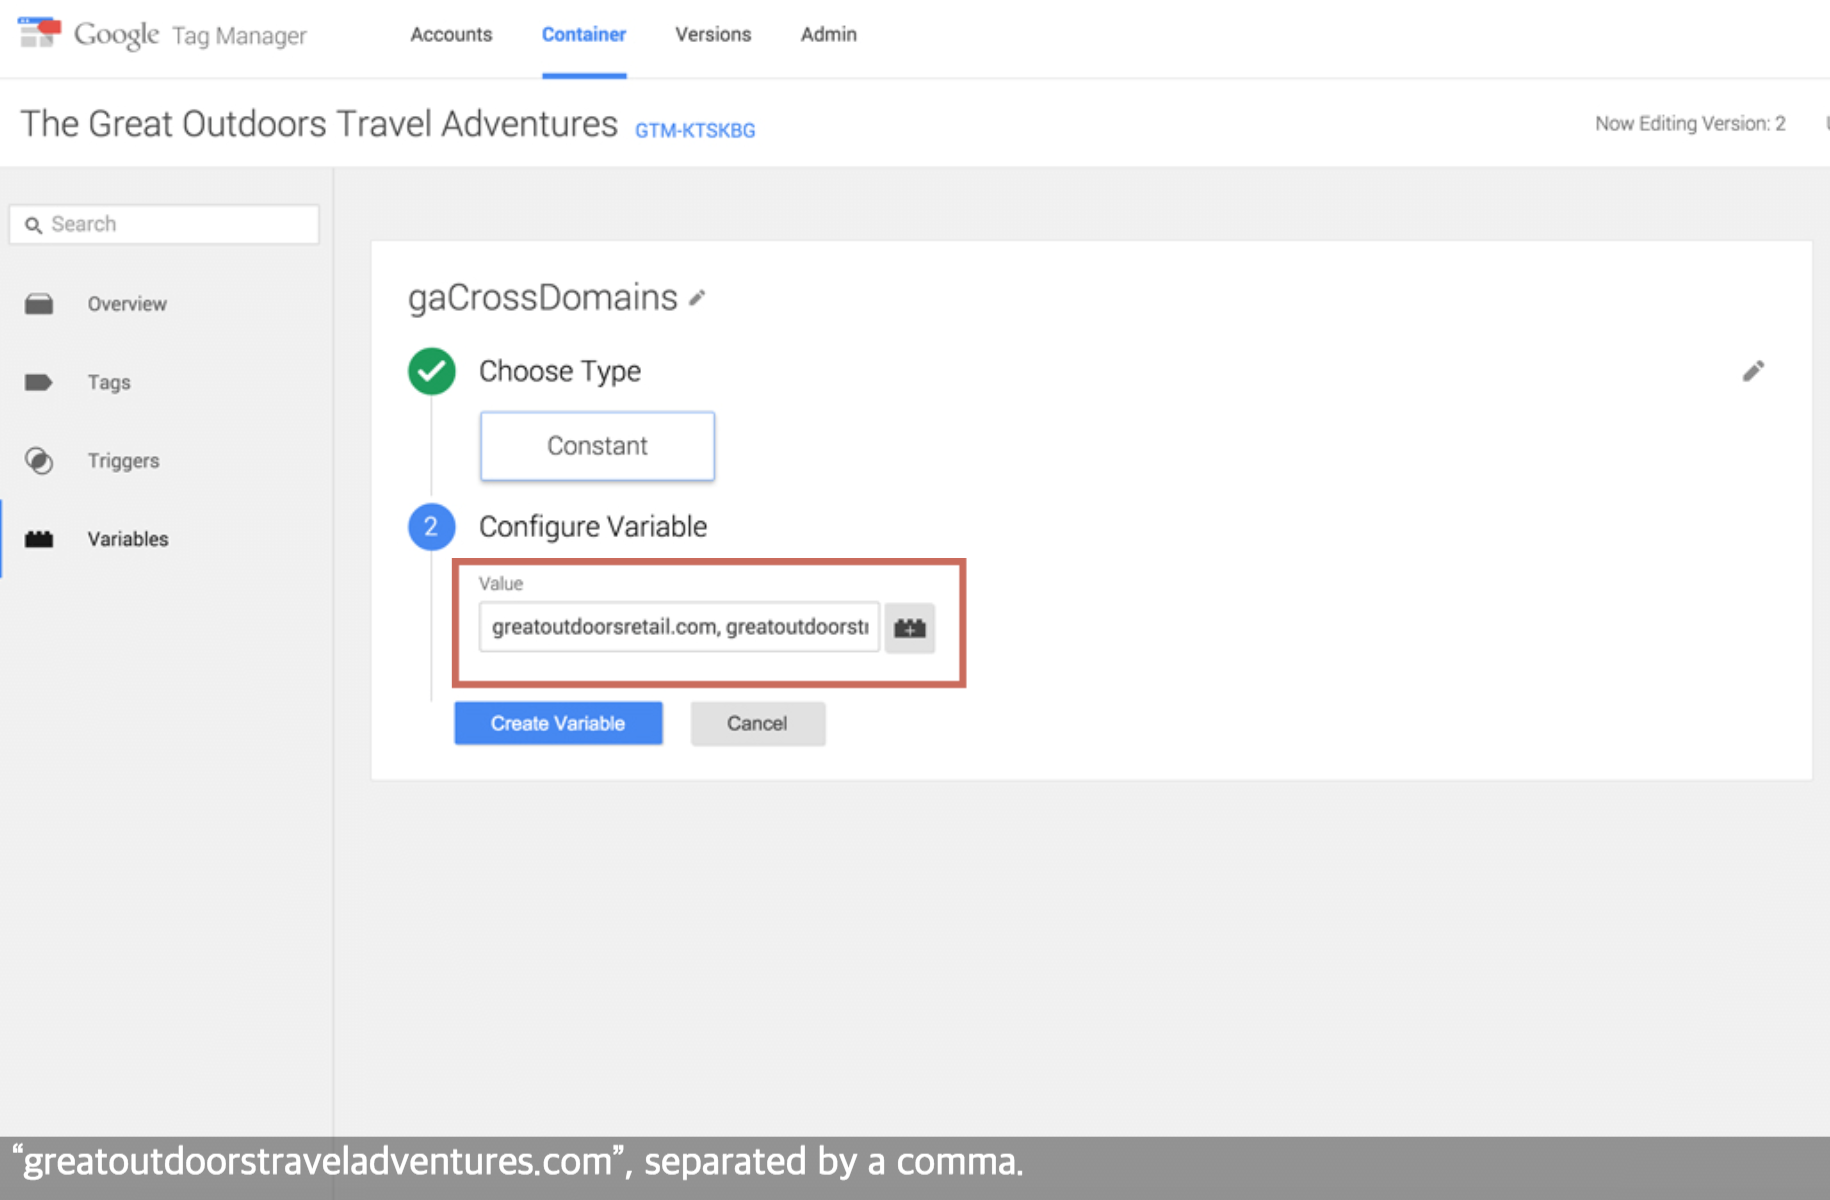 Google Tag Manager Accounts Container Versions Admin
The Great Outdoors Travel Adventures GTM-KTSKBG Now Editing Version: 2
Search
Overview
Tags
Triggers
Variables
gaCrossDomains
Choose Type
Constant
2 Configure Variable
Value
greatoutdoorsretail.com, greatoutdoorstr
Create Variable Cancel
“greatoutdoorstraveladventures.com”, separated by a comma.